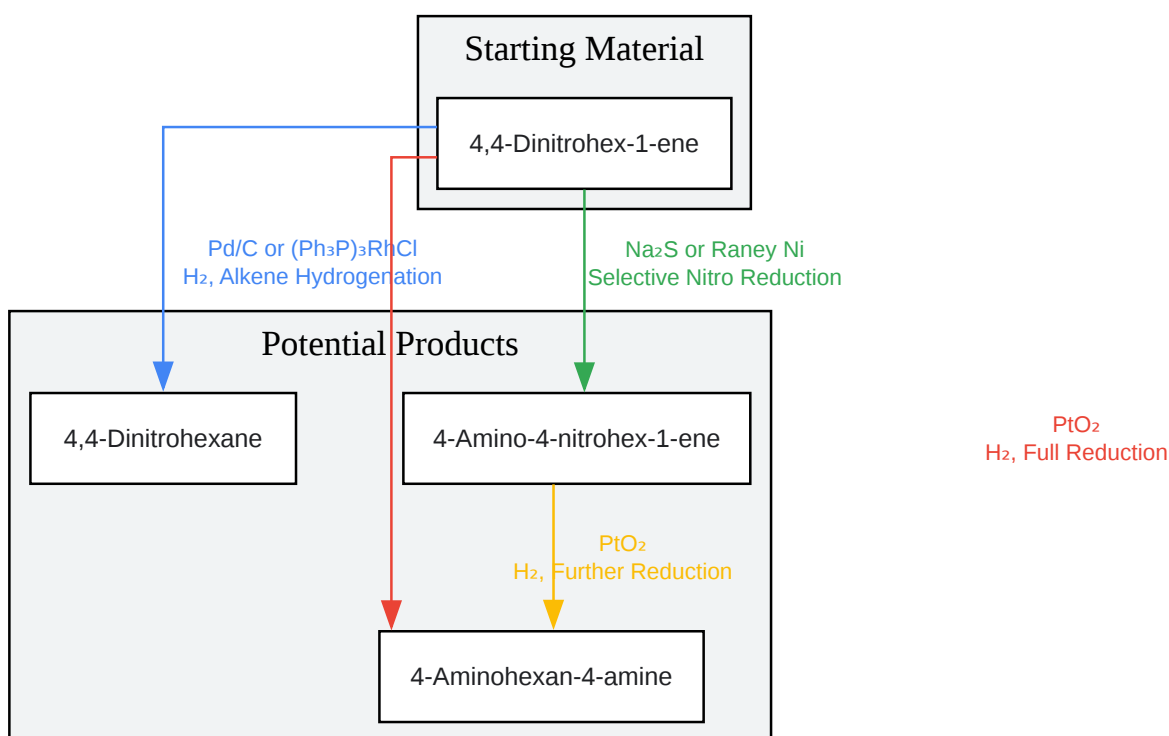 Starting Material
4,4-Dinitrohex-1-ene
Pd/C or (Ph₃P)₃RhCl
H₂, Alkene Hydrogenation
Na₂S or Raney Ni
Selective Nitro Reduction
Potential Products
4,4-Dinitrohexane
4-Amino-4-nitrohex-1-ene
PtO₂
H₂, Full Reduction
PtO₂
H₂, Further Reduction
4-Aminohexan-4-amine